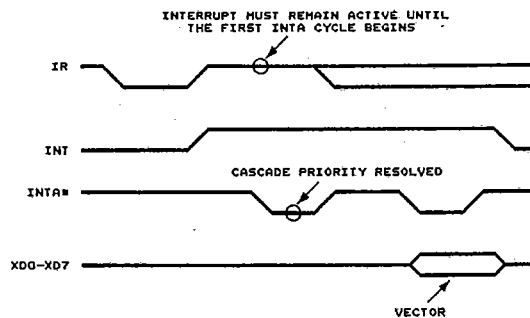 INTERRUPT MUST REMAIN ACTIVE UNTIL
THE FIRST INTA CYCLE BEGINS
IR
INT
CASCADE PRIORITY RESOLVED
INTA#
XD0-XD7
VECTOR